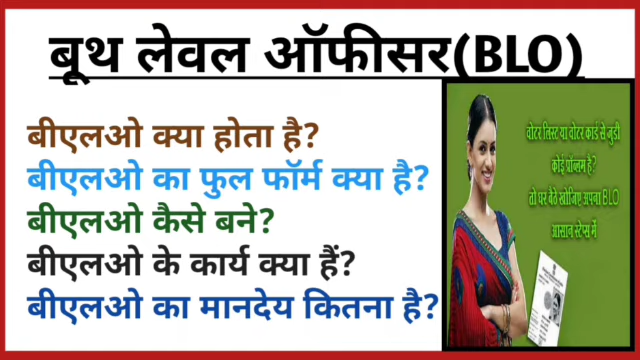 बूथ लेवल ऑफीसर(BLO)
बीएलओ क्या होता है?
बीएलओ का फुल फॉर्म क्या है?
बीएलओ कैसे बने?
बीएलओ के कार्य क्या हैं?
बीएलओ का मानदेय कितना है?
वोटर लिस्ट या वोटर कार्ड से जुडी
कोई प्रॉब्लम है?
तो घर बैठे खोजिए अपना BLO
आसान स्टेप्स में